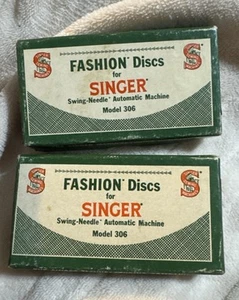 FASHION* Discs
for
SINGER*
Swing-Needle* Automatic Machine
Model 306
FASHION* Discs
for
SINGER*
Swing-Needle* Automatic Machine
Model 306